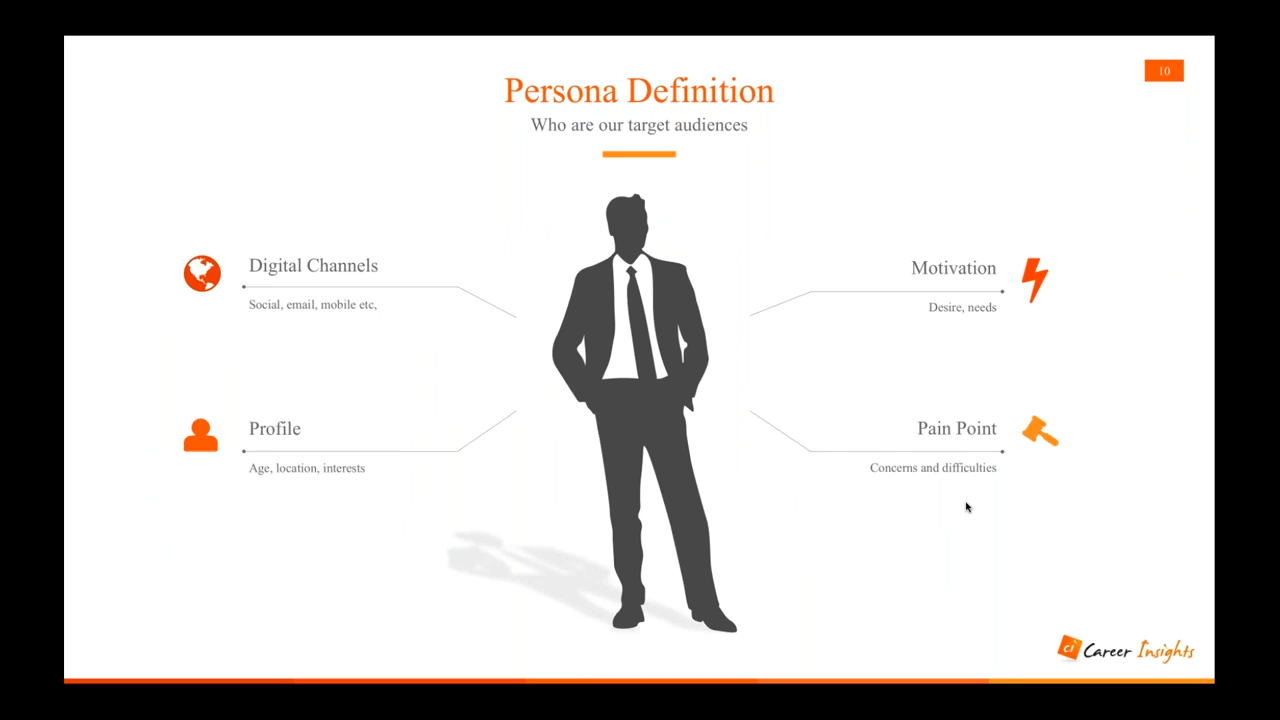 10
Persona Definition
Who are our target audiences
Digital Channels
Social, email, mobile etc,
Motivation
Desire, needs
Profile
Age, location, interests
Pain Point
Concerns and difficulties
ci Career Insights